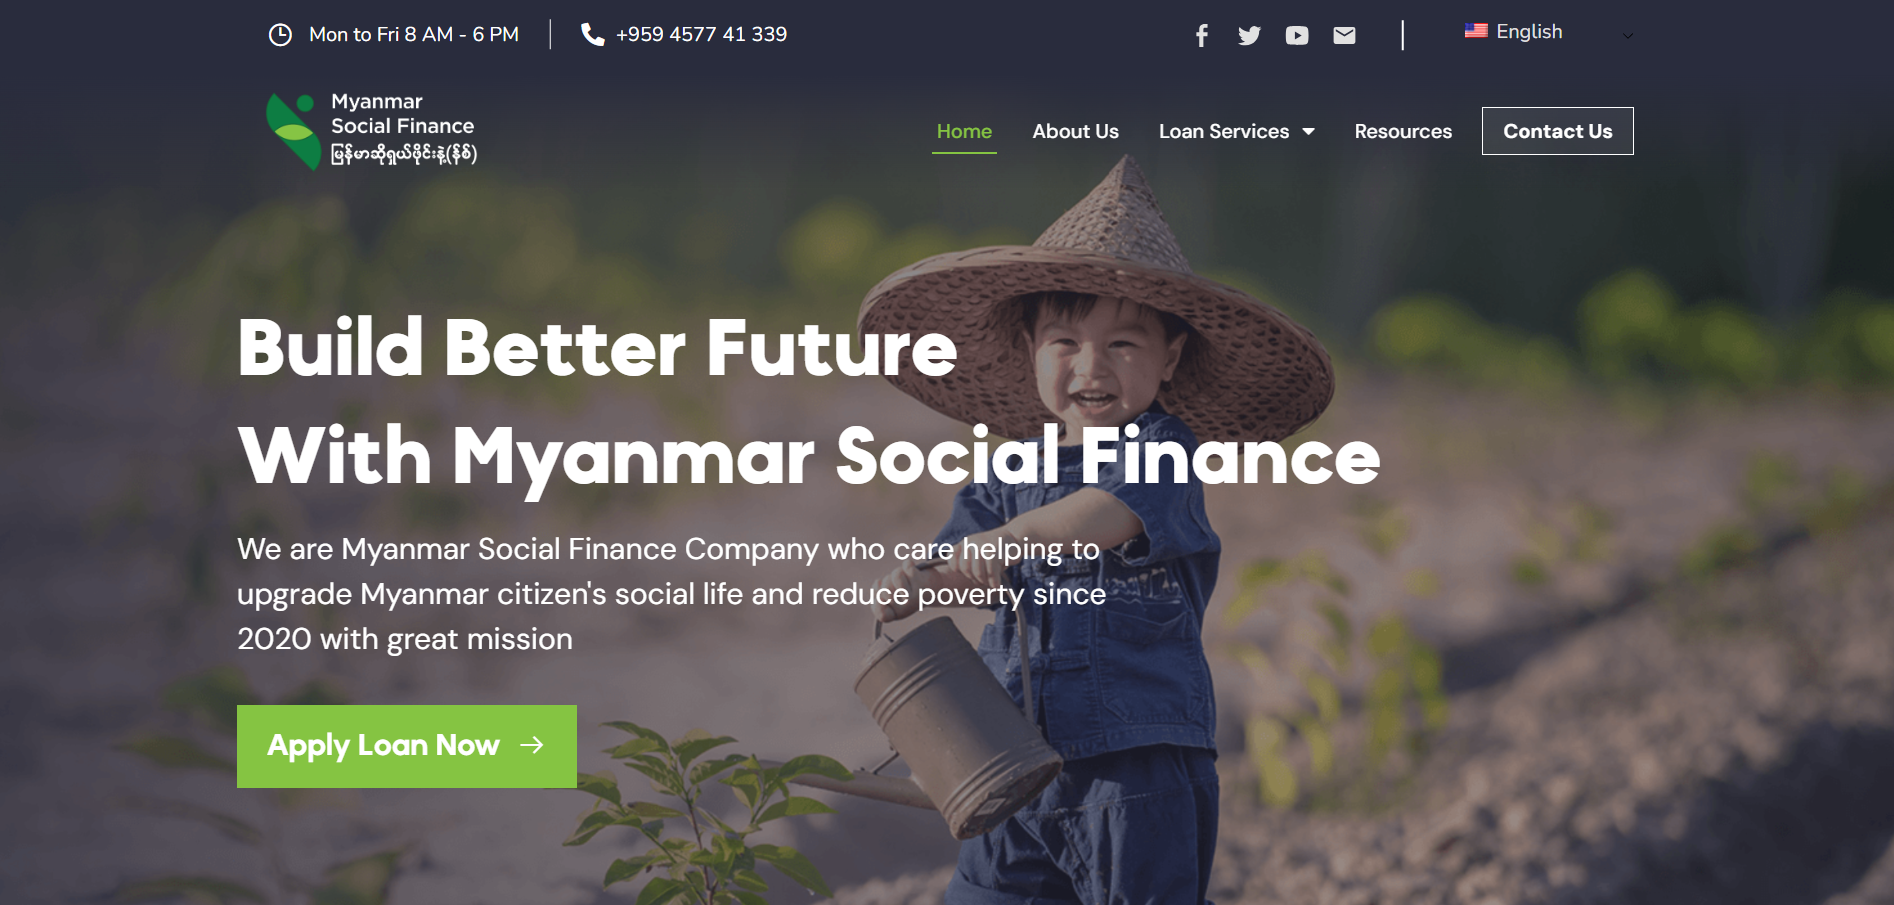 Mon to Fri 8 AM - 6 PM
+959 4577 41 339
English
Myanmar
Social Finance
မြန်မာဆိုရှယ်ဖိုင်းနဲ့(န်စ်)
Home
About Us
Loan Services
Resources
Contact Us
Build Better Future
With Myanmar Social Finance
We are Myanmar Social Finance Company who care helping to
upgrade Myanmar citizen's social life and reduce poverty since
2020 with great mission
Apply Loan Now